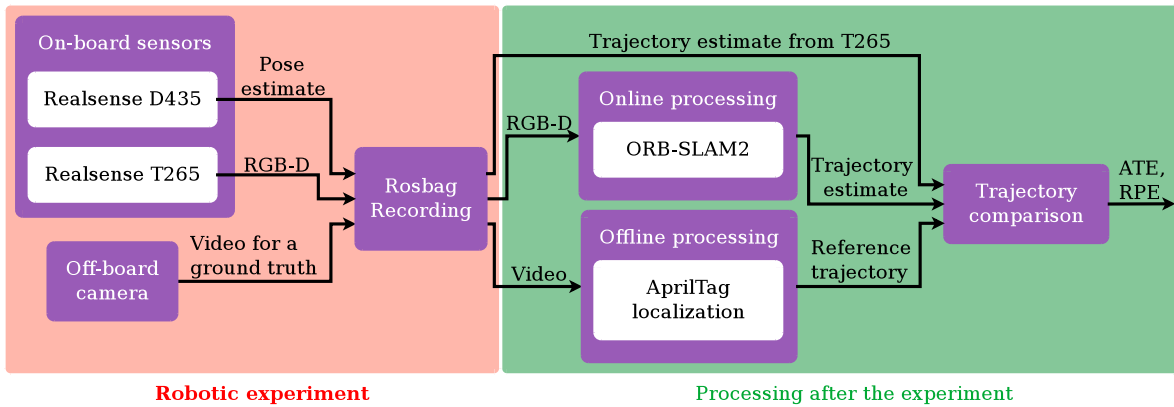 On-board sensors
Realsense D435
Realsense T265
Pose
estimate
RGB-D
Off-board
camera
Video for a
ground truth
Rosbag
Recording
Trajectory estimate from T265
RGB-D
Online processing
ORB-SLAM2
Trajectory
estimate
Video
Offline processing
AprilTag
localization
Reference
trajectory
Trajectory
comparison
ATE,
RPE
Robotic experiment
Processing after the experiment